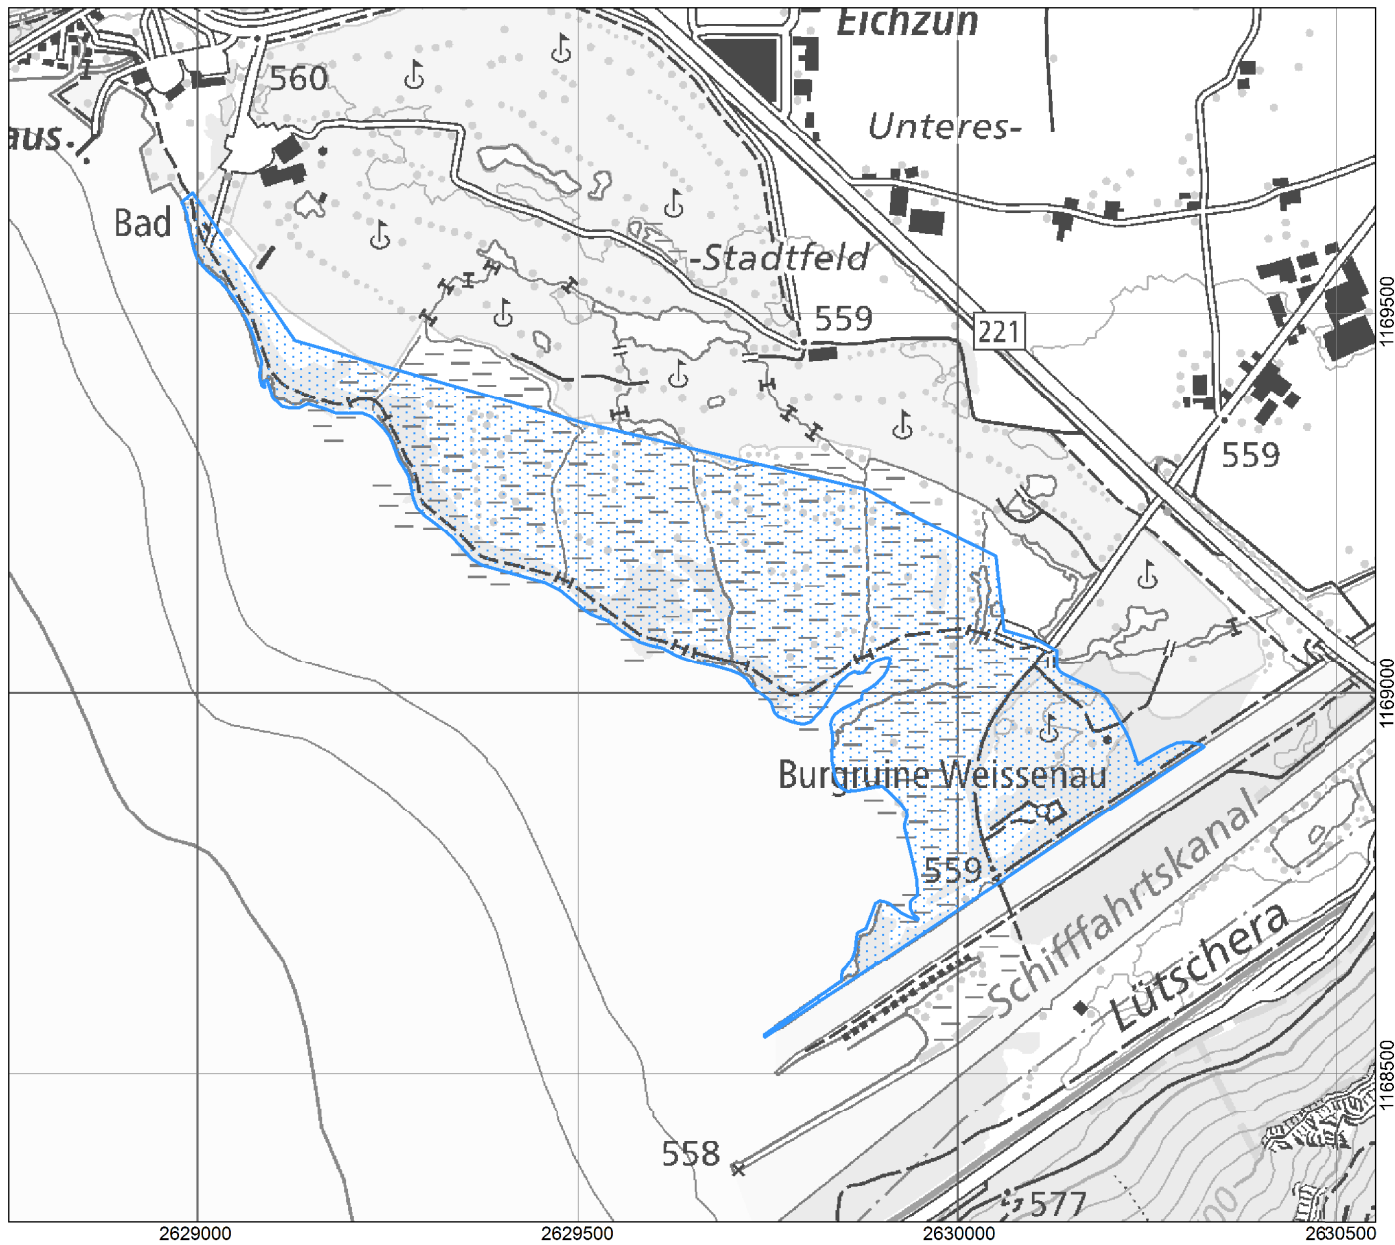 Eichzun
560
Unteres-
aus
Bad
-Stadtfeld
559
221
1169500
559
1169000
Burgruine Weissenau
559
Schifffahrtskanal
Lütschera
1168500
558
577
00
2629000
2629500
2630000
2630500